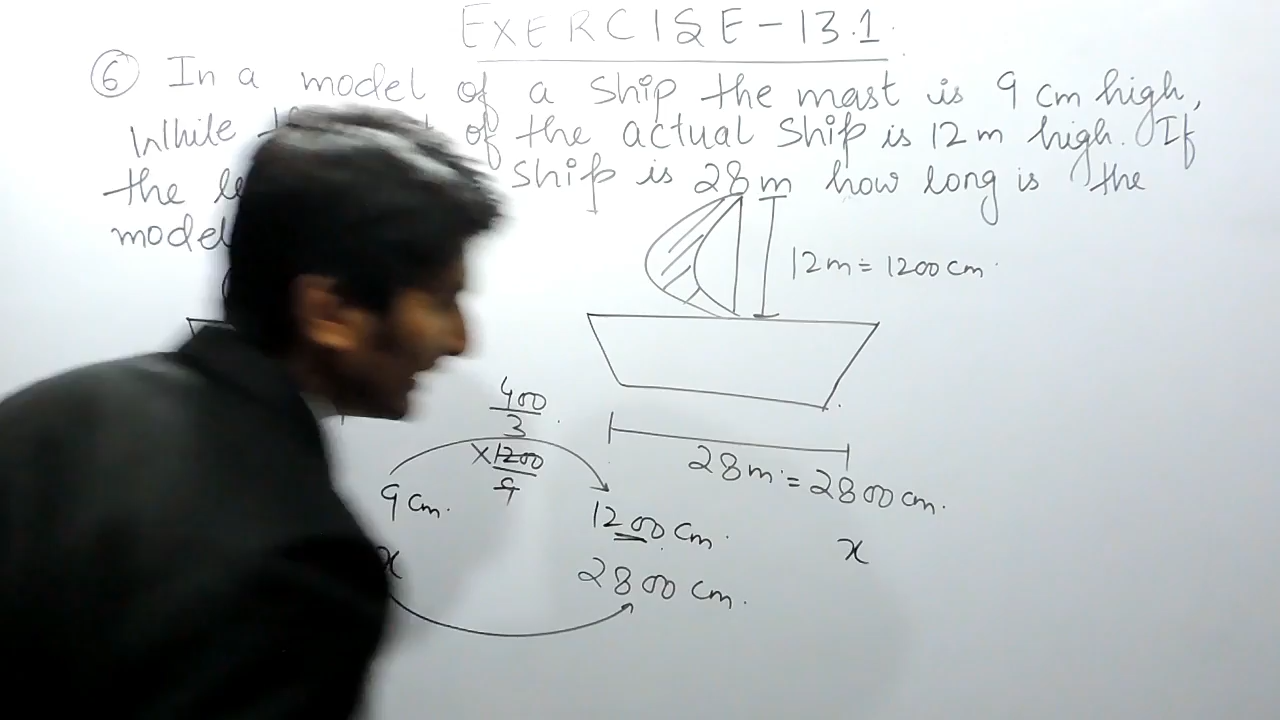 EXERCISE-13.1
⑥ In a model of a ship the mast is 9 cm high,
While of the actual ship is 12 m high. If
the ship is 28 m how long is the
model
12m = 1200 cm
28m = 2800 cm.
400
3
×1200
9
9 cm. 1200 cm.
x 2800 cm.
x